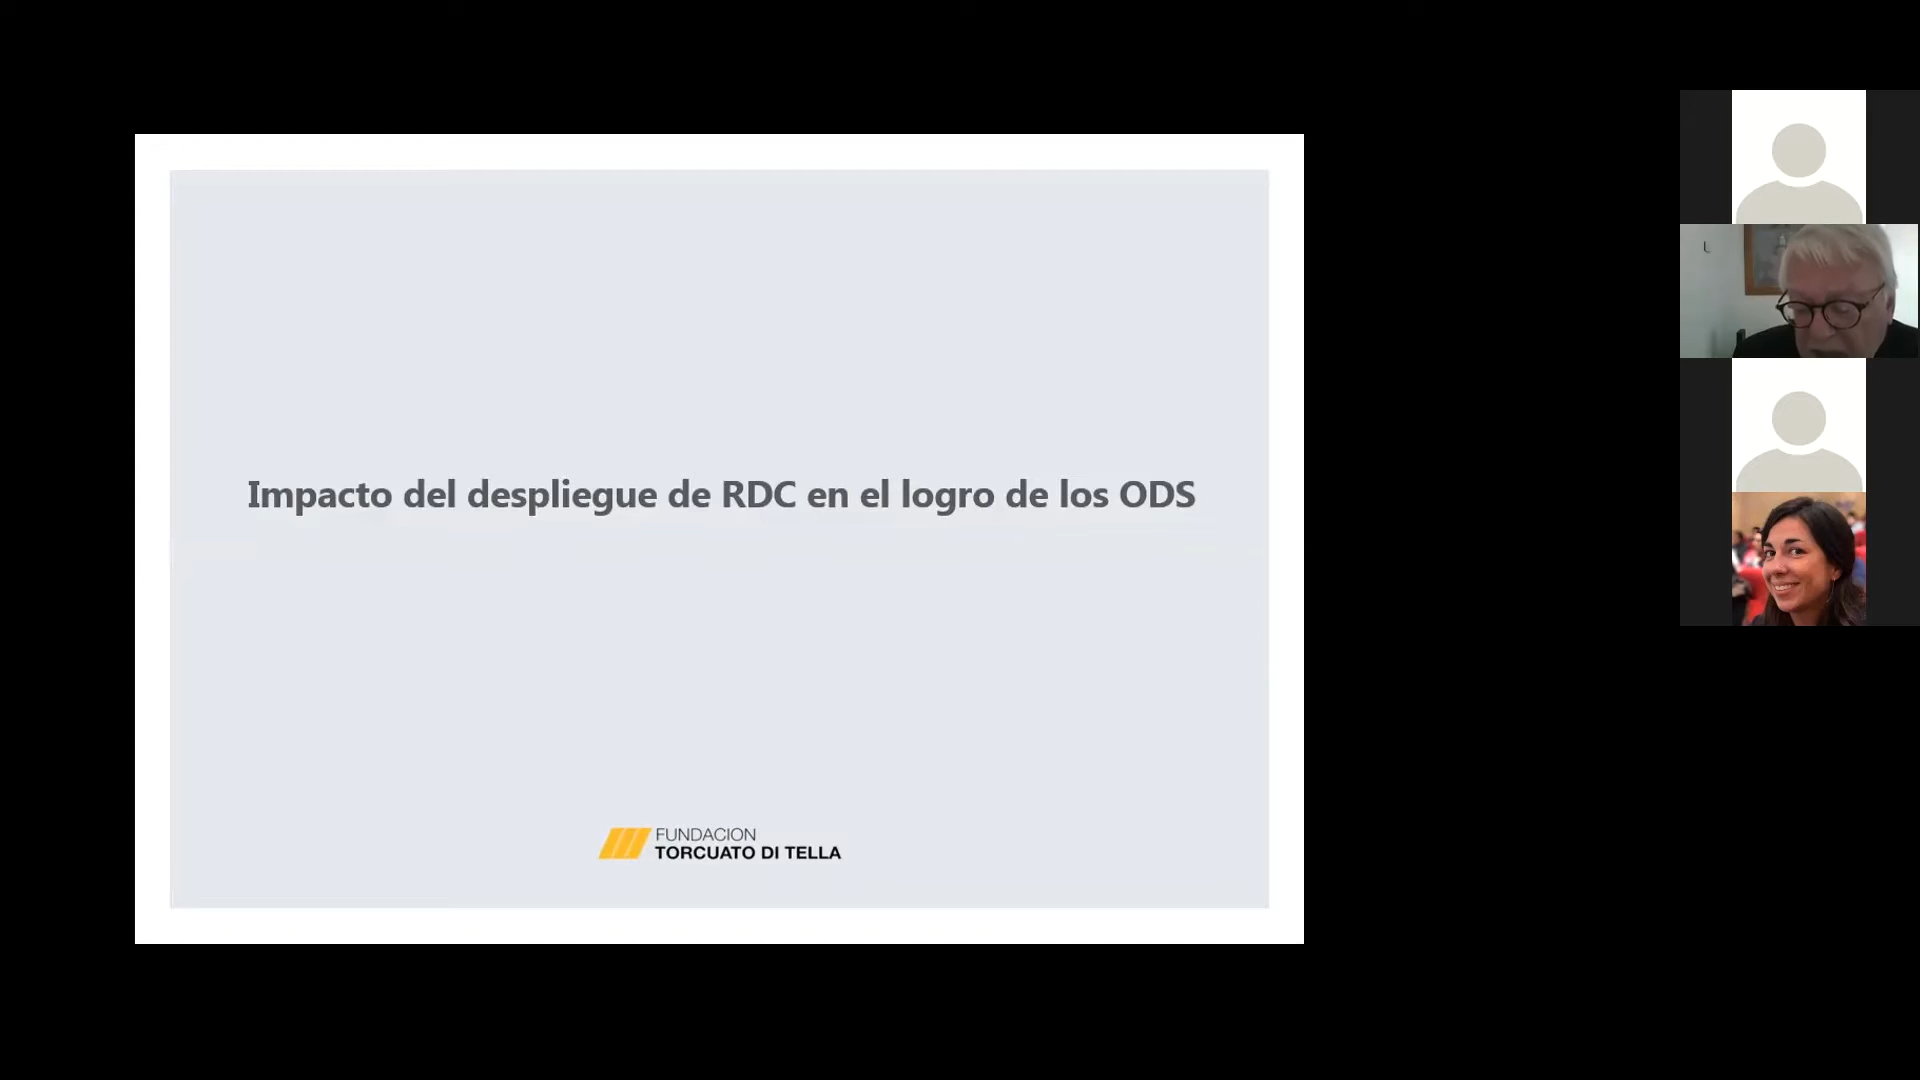 Impacto del despliegue de RDC en el logro de los ODS
FUNDACION
TORCUATO DI TELLA